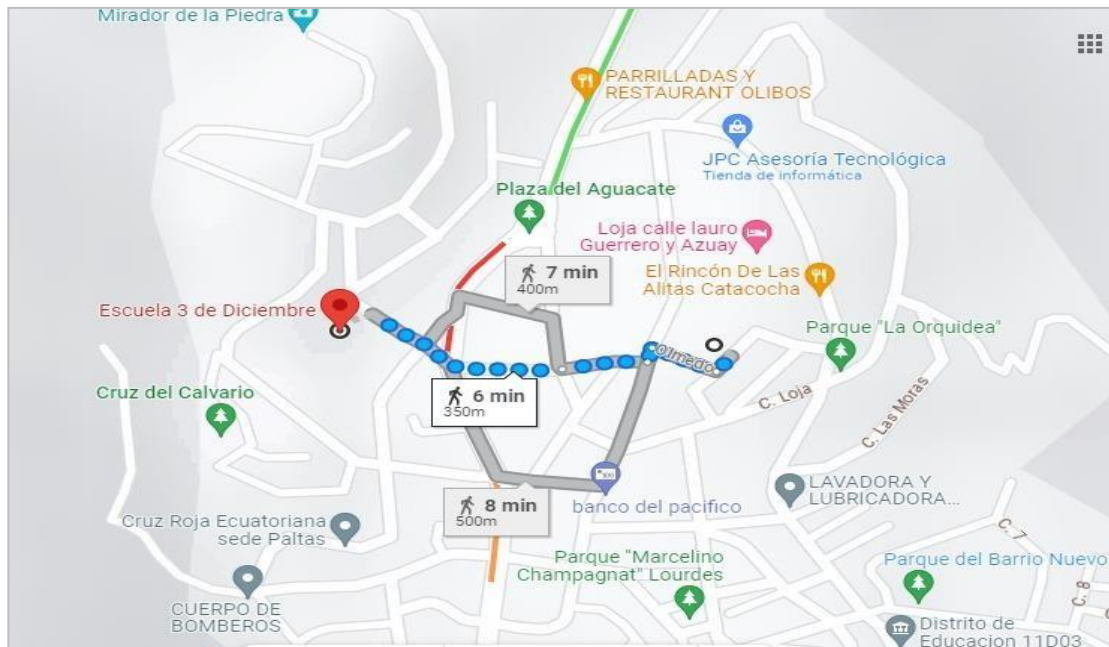 Mirador de la Piedra
PARRILLADAS Y
RESTAURANT OLIBOS
JPC Asesoría Tecnológica
Tienda de informática
Plaza del Aguacate
Loja calle lauro
Guerrero y Azuay
7 min
400m
El Rincón De Las
Alitas Catacocha
Escuela 3 de Diciembre
Parque "La Orquidea"
Olmedo
Cruz del Calvario
6 min
350m
C. Loja
C. Las Moras
8 min
500m
banco del pacifico
LAVADORA Y
LUBRICADORA...
Cruz Roja Ecuatoriana
sede Paltas
C. 7
Parque "Marcelino
Champagnat" Lourdes
Parque del Barrio Nuevo
C. 8
CUERPO DE
BOMBEROS
Distrito de
Educacion 11D03